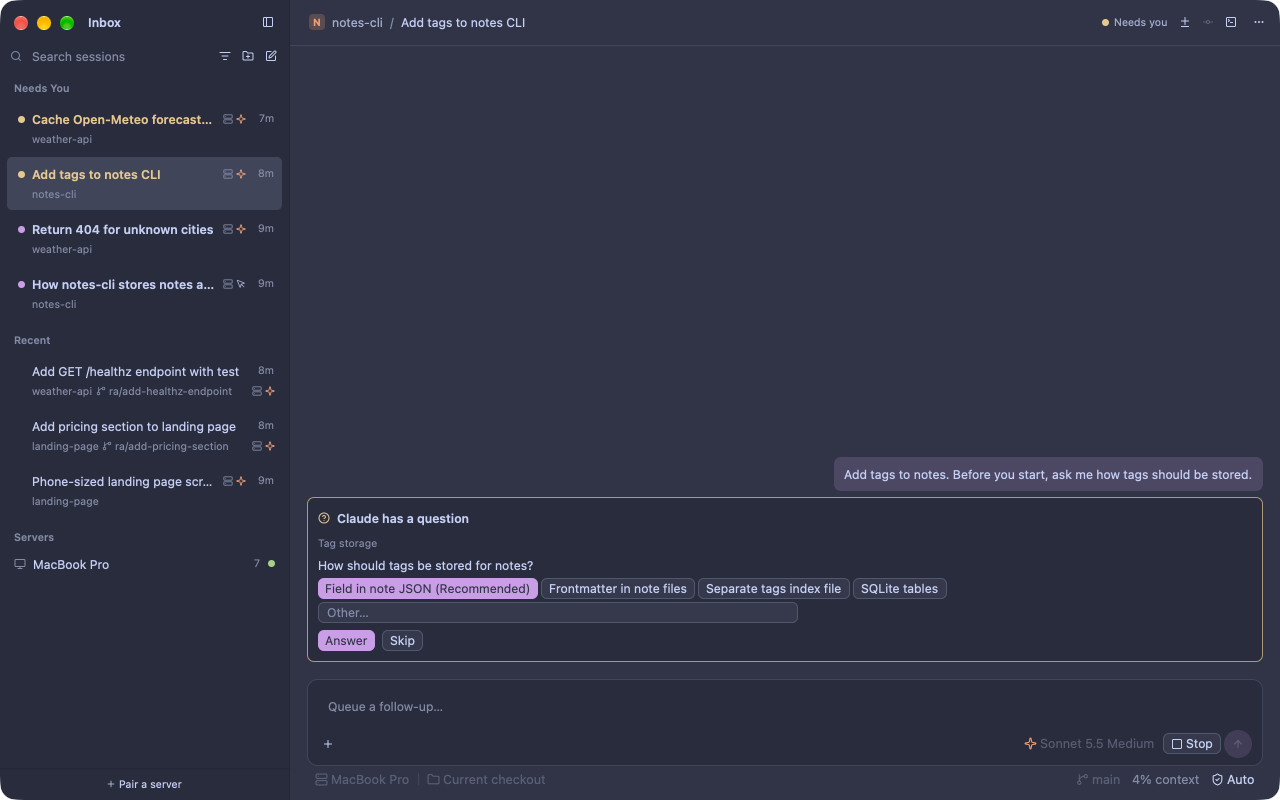 Inbox
Search sessions
Needs You
Cache Open-Meteo forecast... 7m
weather-api
Add tags to notes CLI 8m
notes-cli
Return 404 for unknown cities 9m
weather-api
How notes-cli stores notes a... 9m
notes-cli
Recent
Add GET /healthz endpoint with test 8m
weather-api ra/add-healthz-endpoint
Add pricing section to landing page 8m
landing-page ra/add-pricing-section
Phone-sized landing page scr... 9m
landing-page
Servers
MacBook Pro 7
+ Pair a server
N notes-cli / Add tags to notes CLI
Needs you
Add tags to notes. Before you start, ask me how tags should be stored.
Claude has a question
Tag storage
How should tags be stored for notes?
Field in note JSON (Recommended) Frontmatter in note files Separate tags index file SQLite tables
Other...
Answer Skip
Queue a follow-up...
Sonnet 5.5 Medium Stop
MacBook Pro Current checkout main 4% context Auto